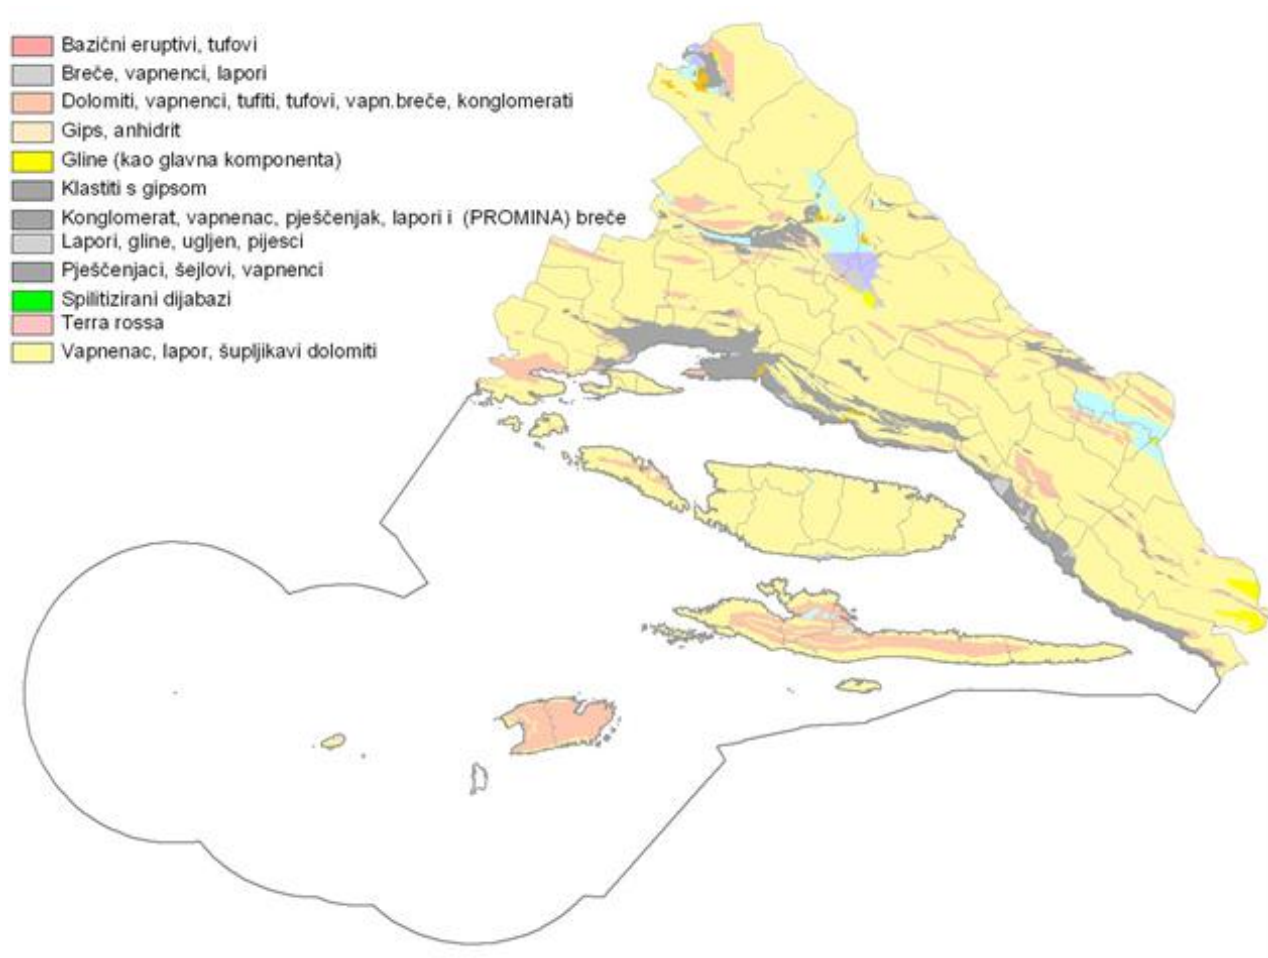 Bazični eruptivi, tufovi
Breče, vapnenci, lapori
Dolomiti, vapnenci, tufiti, tufovi, vapn.breče, konglomerati
Gips, anhidrit
Gline (kao glavna komponenta)
Klastiti s gipsom
Konglomerat, vapnenac, pješčenjak, lapori i (PROMINA) breče
Lapori, gline, ugljen, pijesci
Pješčenjaci, šejlovi, vapnenci
Spilitizirani dijabazi
Terra rossa
Vapnenac, lapor, šupljikavi dolomiti